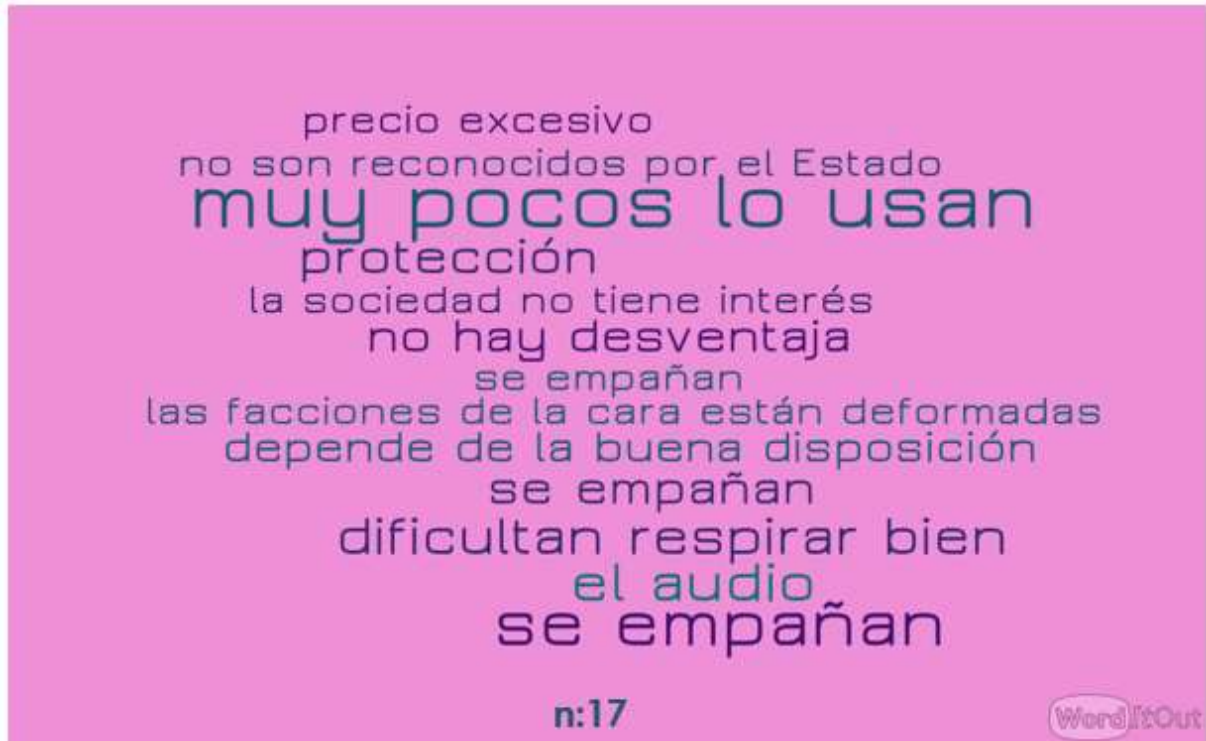 precio excesivo
no son reconocidos por el Estado
muy pocos lo usan
protección
la sociedad no tiene interés
no hay desventaja
se empañan
las facciones de la cara están deformadas
depende de la buena disposición
se empañan
dificultan respirar bien
el audio
se empañan
n:17
WordItOut